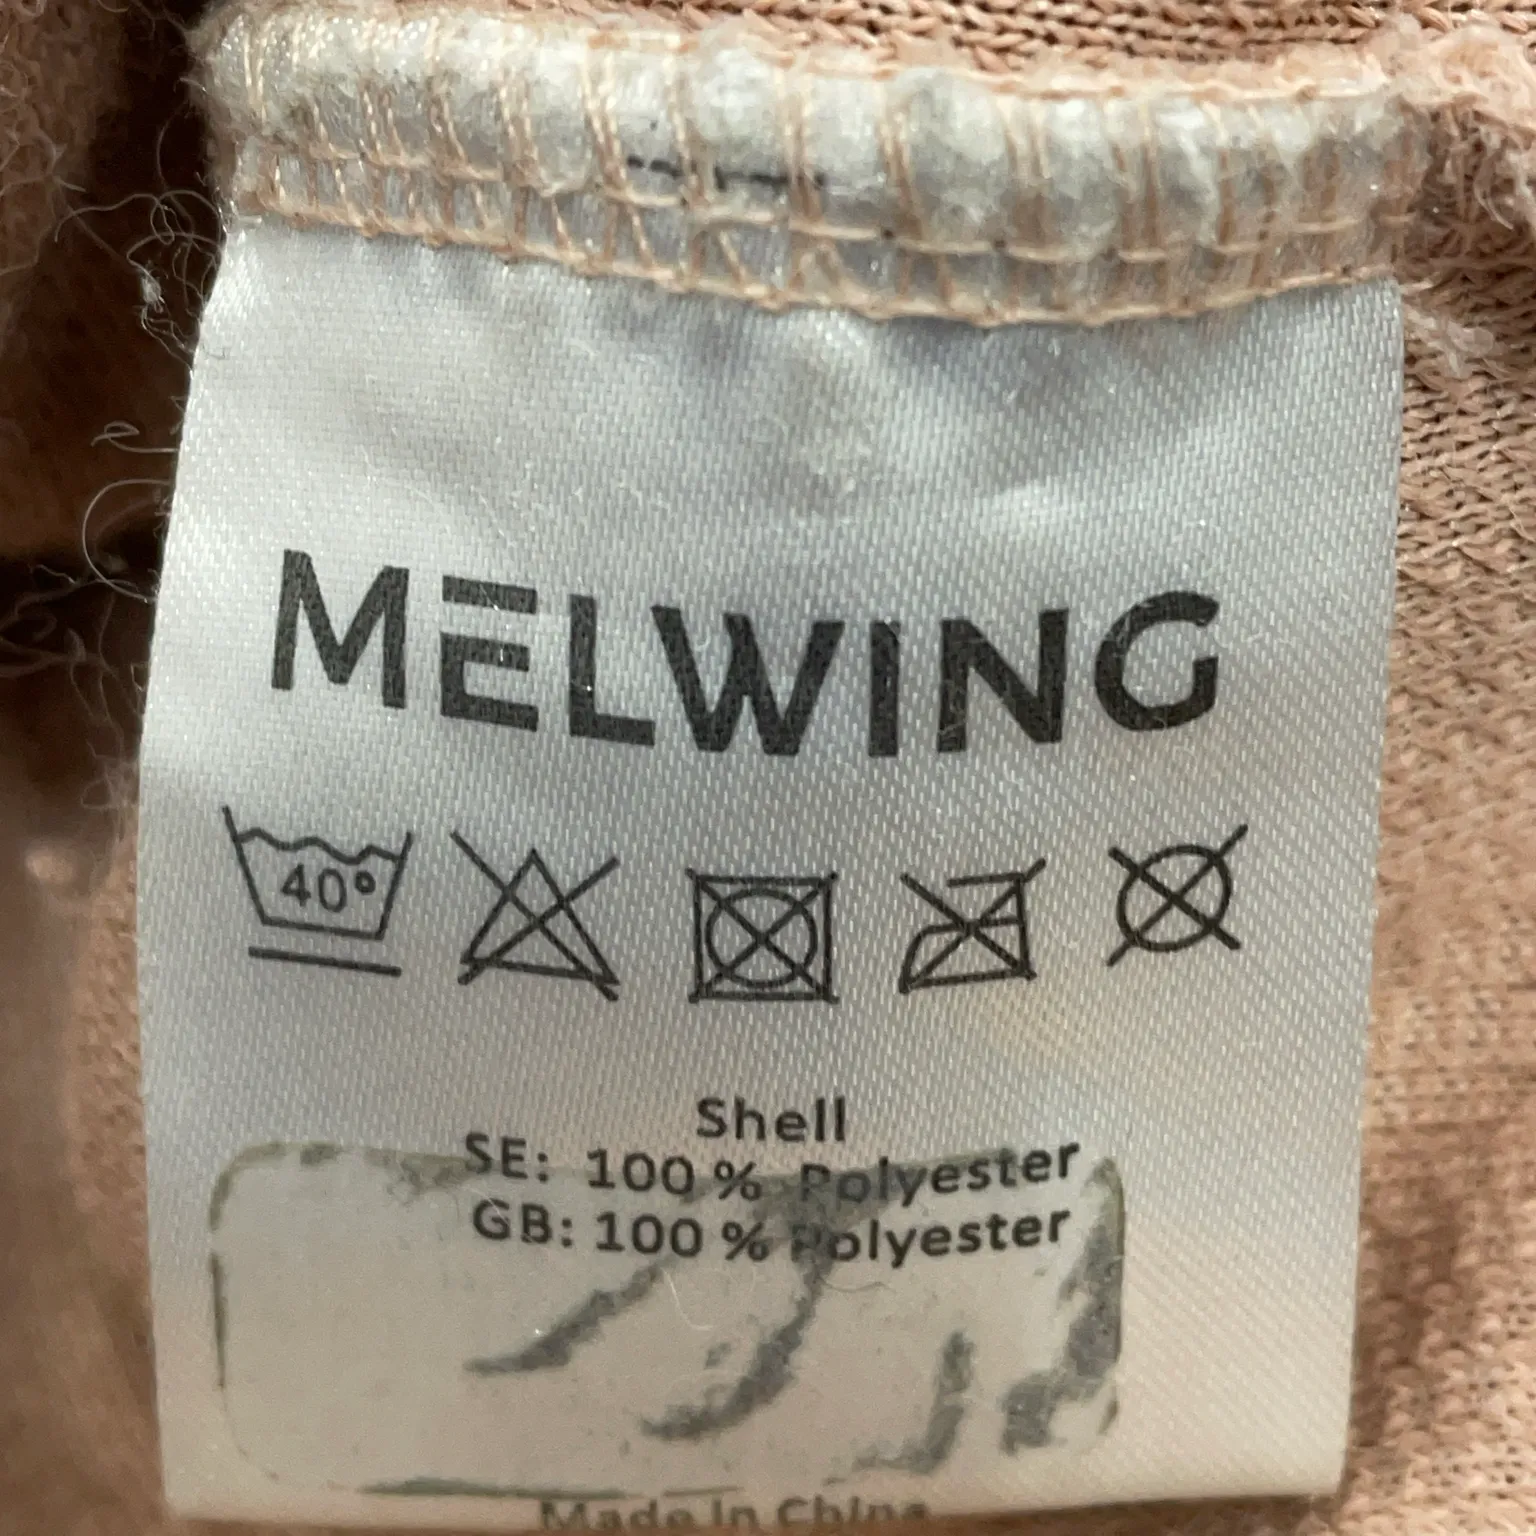 MELWING
40°
Shell
SE: 100 % Polyester
GB: 100 % Polyester
Made in China